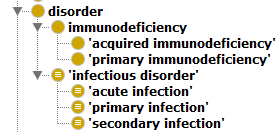 disorder
immunodeficiency
'acquired immunodeficiency'
'primary immunodeficiency'
'infectious disorder'
'acute infection'
'primary infection'
'secondary infection'